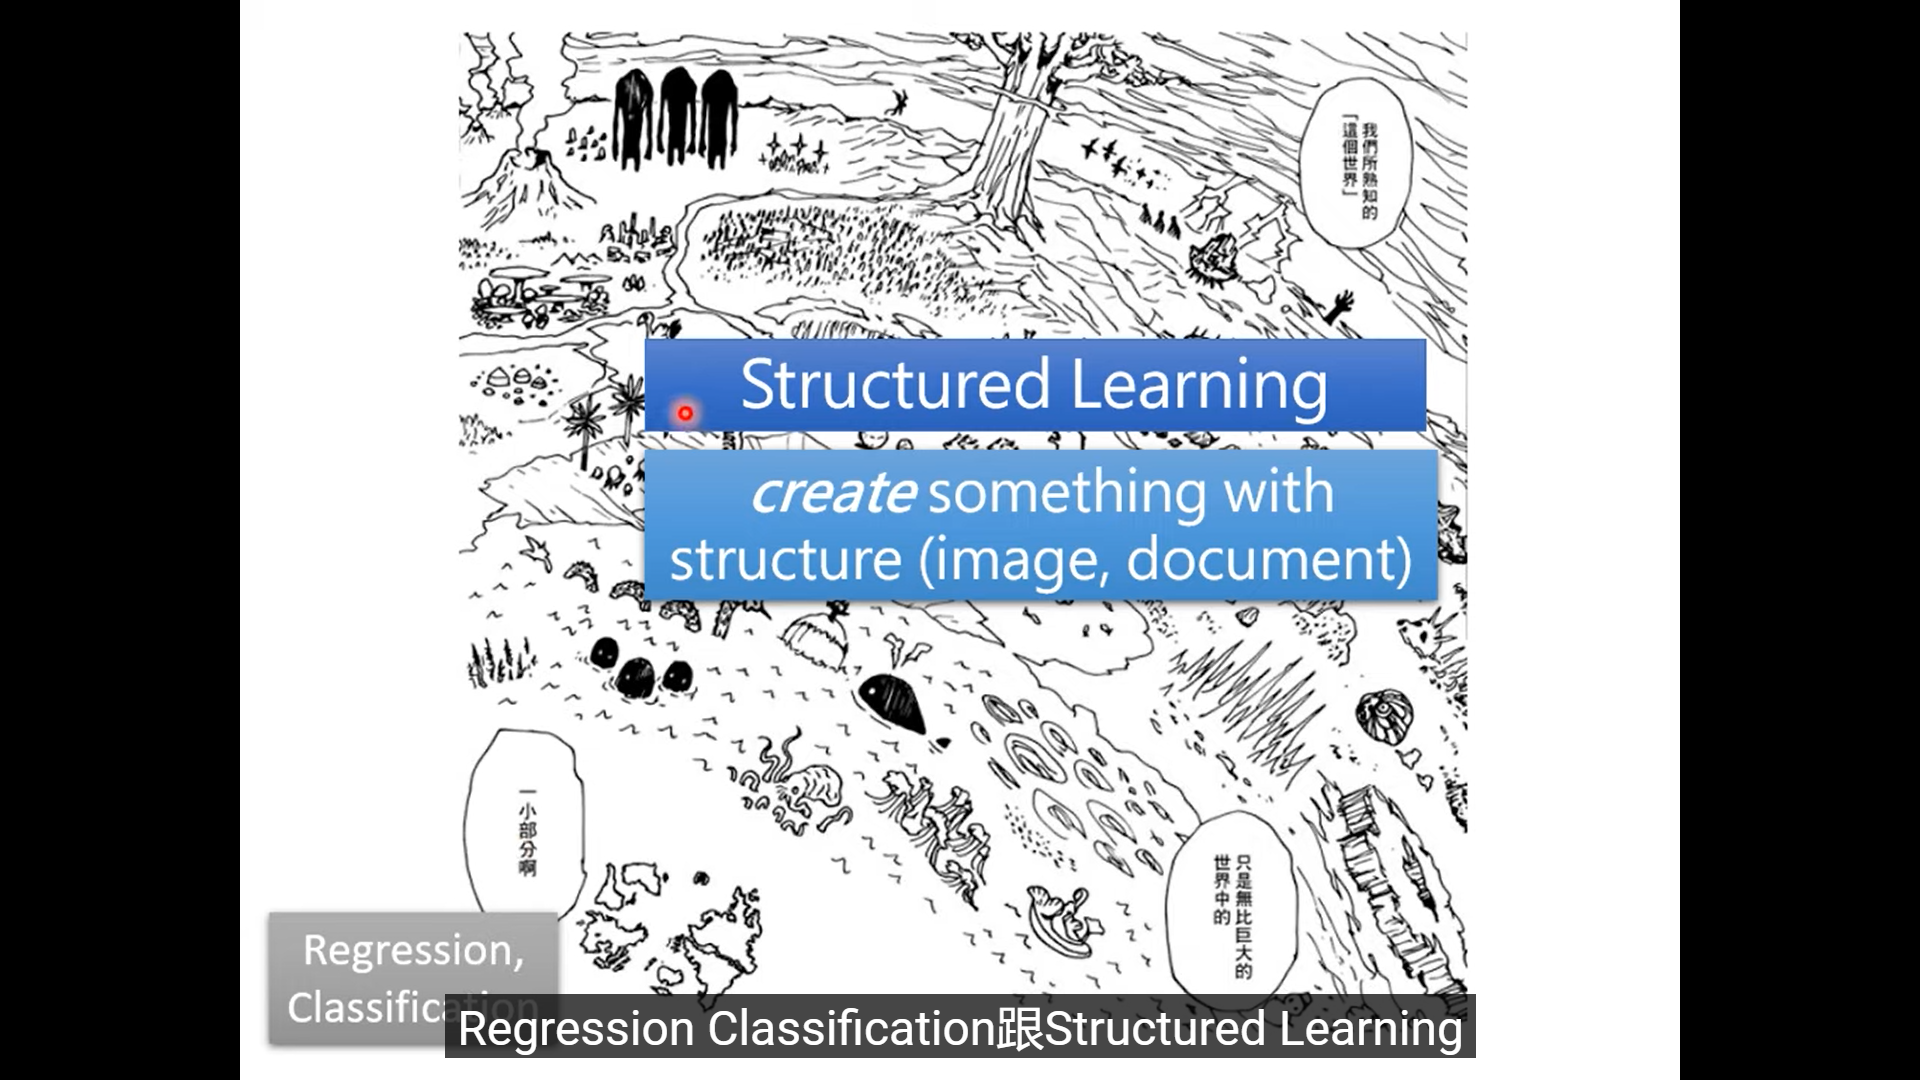 我們所熟知的
「這個世界」
Structured Learning
create something with
structure (image, document)
只是無比巨大的
世界中的
一小部分啊
Regression,
Classification
Regression Classification跟Structured Learning